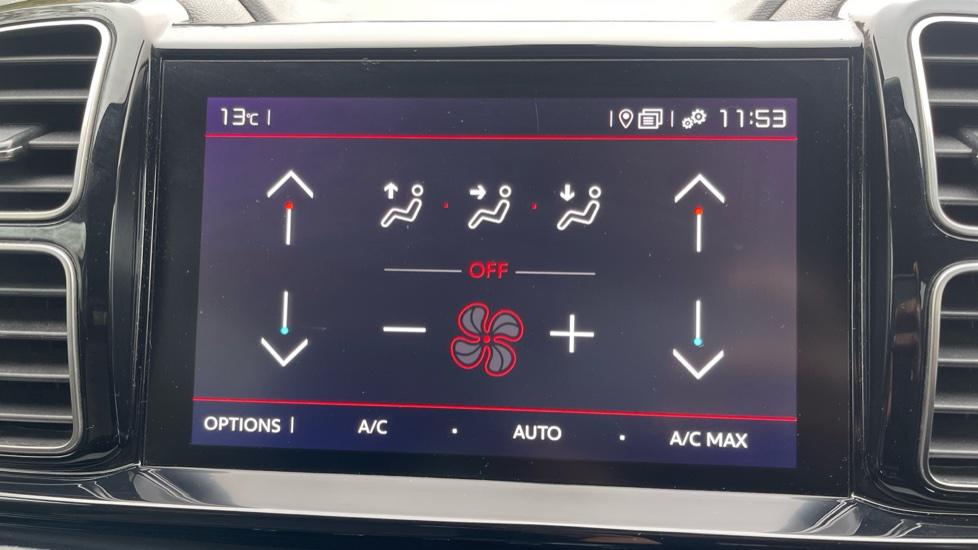 13°C | 11:53
OFF
OPTIONS | A/C AUTO A/C MAX